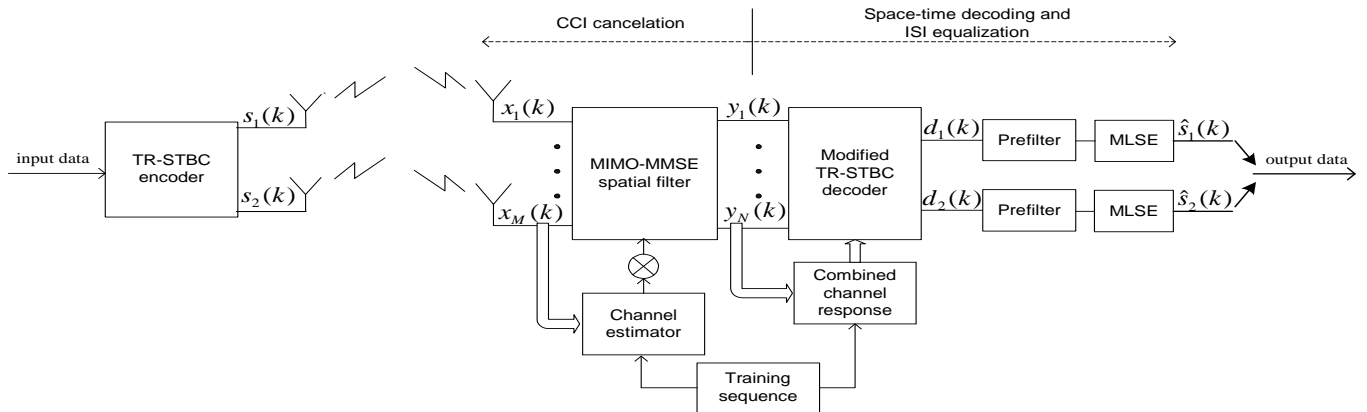 CCI cancelation
Space-time decoding and
ISI equalization
input data
TR-STBC
encoder
s₁(k)
s₂(k)
x₁(k)
x_M(k)
MIMO-MMSE
spatial filter
y₁(k)
y_N(k)
Modified
TR-STBC
decoder
d₁(k)
d₂(k)
Prefilter
MLSE
ŝ₁(k)
Prefilter
MLSE
ŝ₂(k)
output data
Channel
estimator
Combined
channel
response
Training
sequence